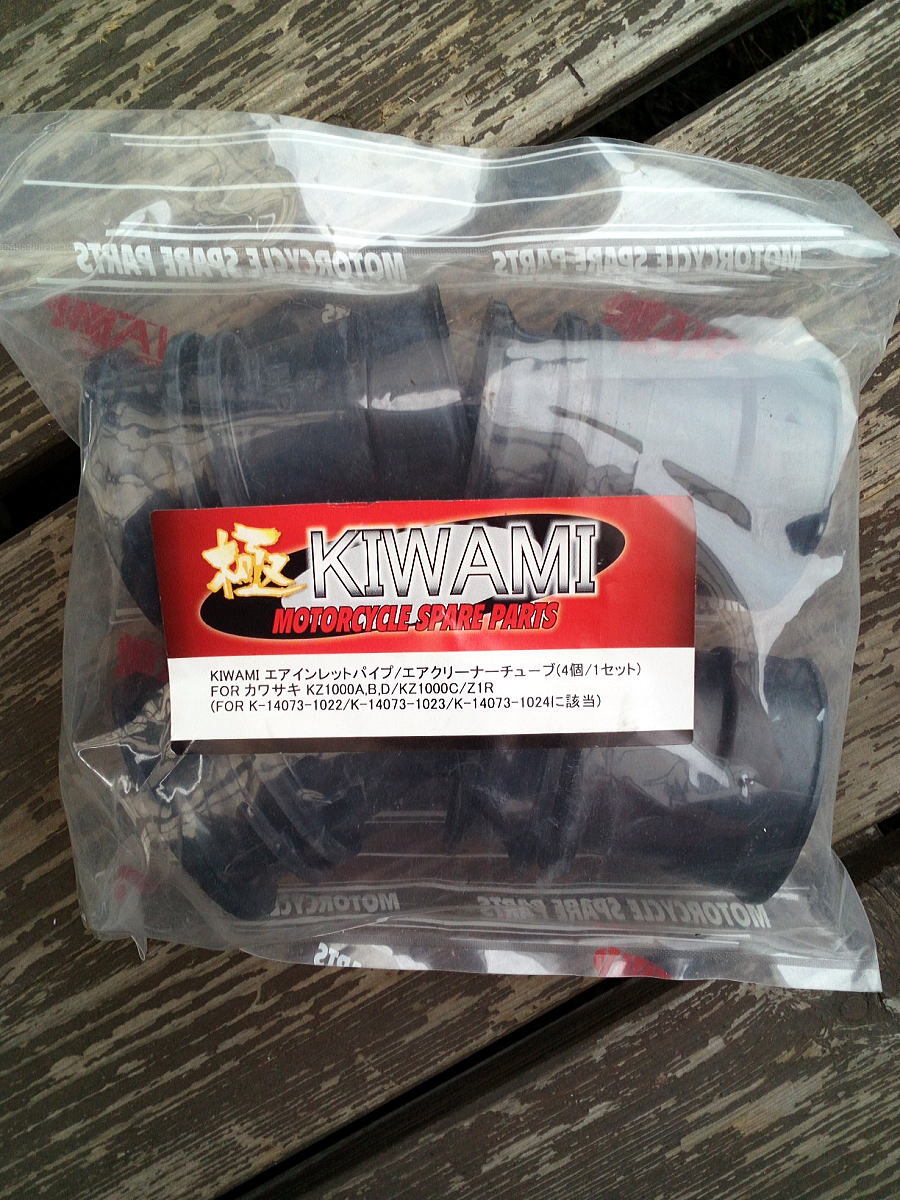 MOTORCYCLE SPARE PARTS MOTORCYCLE SPARE PARTS
極 KIWAMI
MOTORCYCLE SPARE PARTS
KIWAMI エアインレットパイプ/エアクリーナーチューブ(4個/1セット)
FOR カワサキ KZ1000A,B,D/KZ1000C/Z1R
(FOR K-14073-1022/K-14073-1023/K-14073-1024に該当)
MOTORCYCLE SPARE PARTS